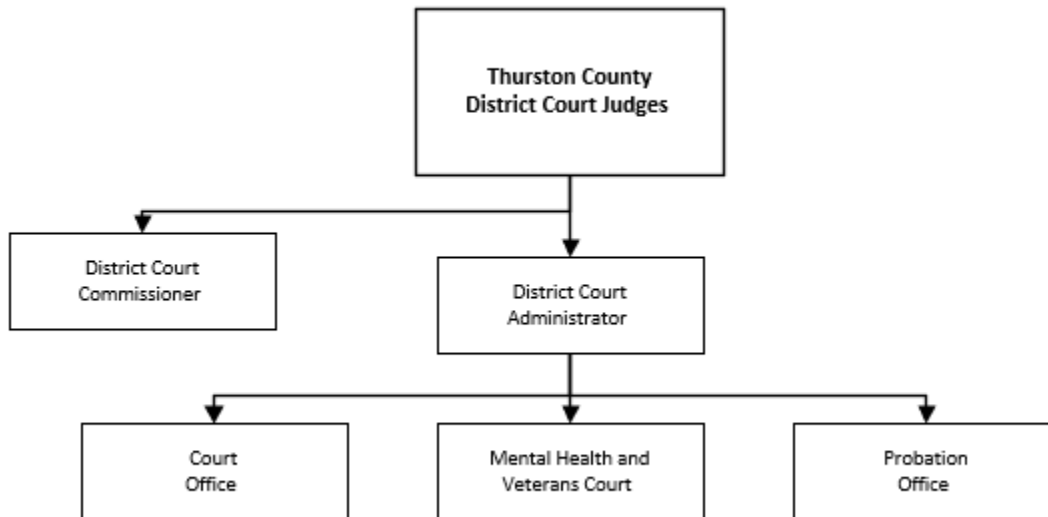 Thurston County
District Court Judges
District Court
Commissioner
District Court
Administrator
Court
Office
Mental Health and
Veterans Court
Probation
Office